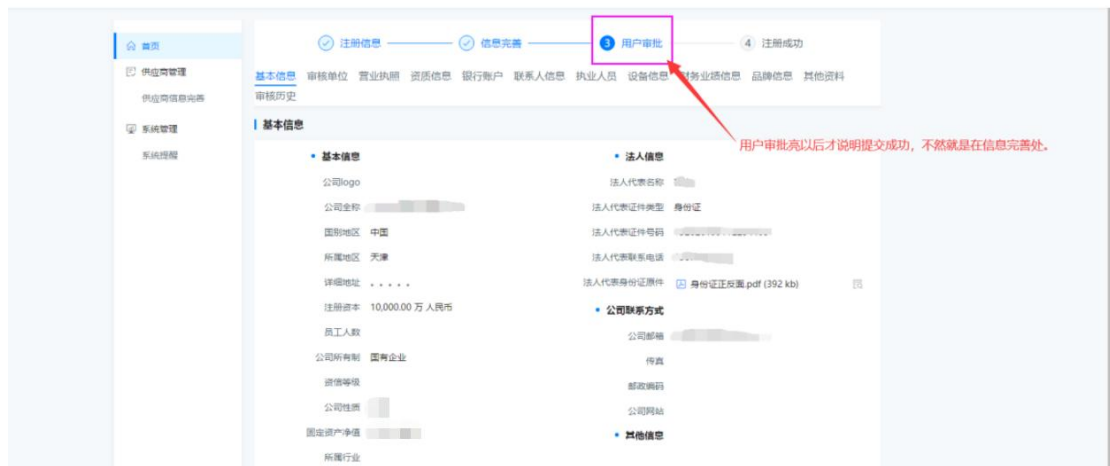 首页
供应商管理
供应商信息完善
系统管理
系统提醒
注册信息
信息完善
3 用户审批
4 注册成功
基本信息 审核单位 营业执照 资质信息 银行账户 联系人信息 执业人员 设备信息 财务业绩信息 品牌信息 其他资料
审核历史
基本信息
用户审批亮以后才说明提交成功，不然就是在信息完善处。
• 基本信息
公司logo
公司全称
国别地区 中国
所属地区 天津
详细地址 . . . . .
注册资本 10,000.00 万 人民币
员工人数
公司所有制 国有企业
资信等级
公司性质
固定资产净值
所属行业
• 法人信息
法人代表名称
法人代表证件类型 身份证
法人代表证件号码
法人代表联系电话
法人代表身份证原件 身份证正反面.pdf (392 kb)
• 公司联系方式
公司邮箱
传真
邮政编码
公司网站
• 其他信息